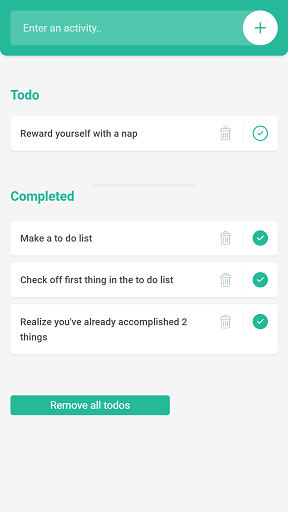 Enter an activity..
Todo
Reward yourself with a nap
Completed
Make a to do list
Check off first thing in the to do list
Realize you've already accomplished 2
things
Remove all todos